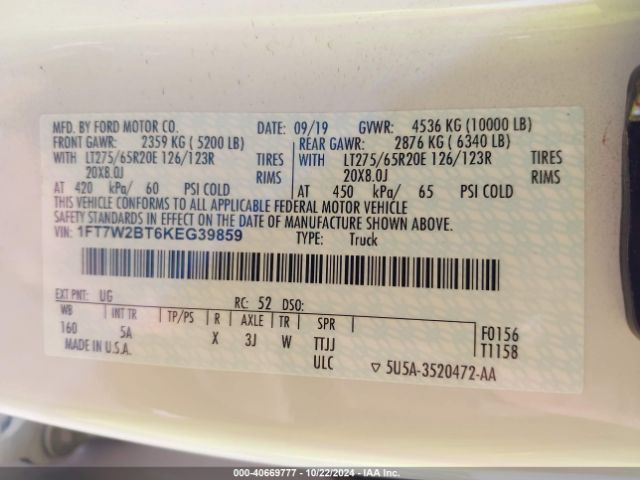 MFD. BY FORD MOTOR CO. DATE: 09/19 GVWR: 4536 KG (10000 LB)
FRONT GAWR: 2359 KG ( 5200 LB) REAR GAWR: 2876 KG ( 6340 LB)
WITH LT275/65R20E 126/123R TIRES WITH LT275/65R20E 126/123R TIRES
20X8.0J RIMS 20X8.0J RIMS
AT 420 kPa/ 60 PSI COLD AT 450 kPa/ 65 PSI COLD
THIS VEHICLE CONFORMS TO ALL APPLICABLE FEDERAL MOTOR VEHICLE
SAFETY STANDARDS IN EFFECT ON THE DATE OF MANUFACTURE SHOWN ABOVE.
VIN: 1FT7W2BT6KEG39859 TYPE: Truck
EXT PNT: UG RC: 52 DSO:
WB INT TR TP/PS R AXLE TR SPR
160 5A X 3J W TTJJ F0156
MADE IN U.S.A. ULC T1158
▽ 5U5A-3520472-AA
000-40669777 - 10/22/2024 - IAA Inc.